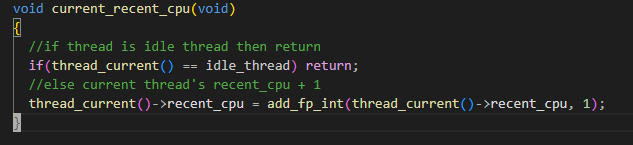 void current_recent_cpu(void)
{
  //if thread is idle thread then return
  if(thread_current() == idle_thread) return;
  //else current thread's recent_cpu + 1
  thread_current()->recent_cpu = add_fp_int(thread_current()->recent_cpu, 1);
}